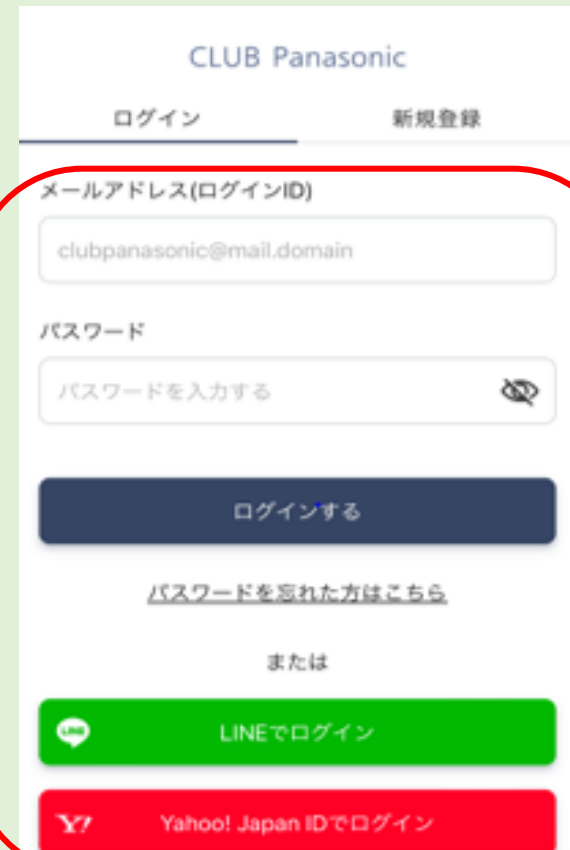 CLUB Panasonic
ログイン 新規登録
メールアドレス(ログインID)
clubpanasonic@mail.domain
パスワード
パスワードを入力する
ログインする
パスワードを忘れた方はこちら
または
LINE LINEでログイン
Y! Yahoo! Japan IDでログイン